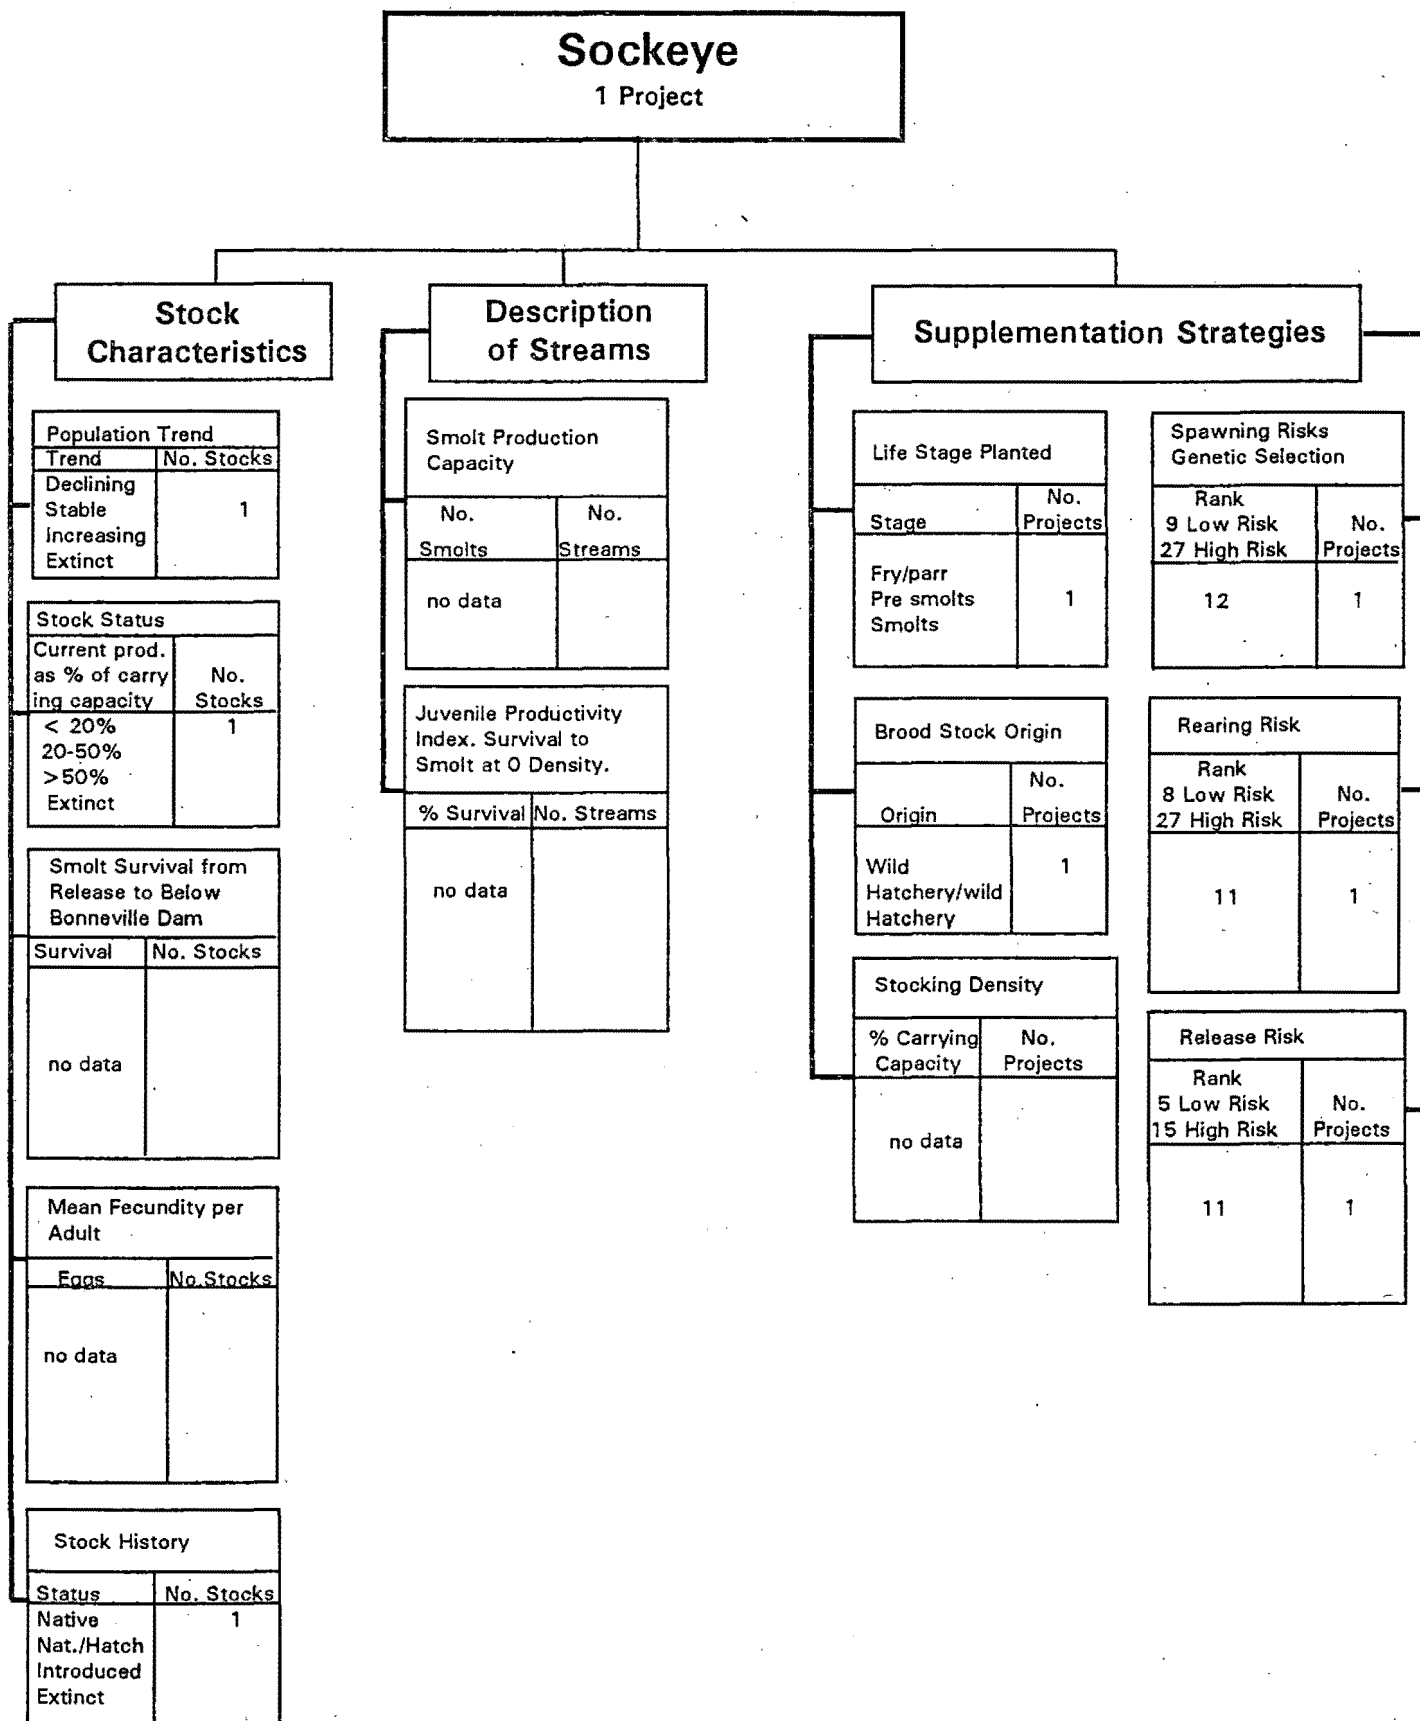 Sockeye
1 Project
Stock
Characteristics
Population Trend
Trend No. Stocks
Declining
Stable 1
Increasing
Extinct
Stock Status
Current prod.
as % of carry No.
ing capacity Stocks
< 20% 1
20-50%
>50%
Extinct
Smolt Survival from
Release to Below
Bonneville Dam
Survival No. Stocks
no data
Mean Fecundity per
Adult
Eggs No.Stocks
no data
Stock History
Status No. Stocks
Native 1
Nat./Hatch
Introduced
Extinct
Description
of Streams
Smolt Production
Capacity
No. No.
Smolts Streams
no data
Juvenile Productivity
Index. Survival to
Smolt at 0 Density.
% Survival No. Streams
no data
Supplementation Strategies
Life Stage Planted
No.
Stage Projects
Fry/parr
Pre smolts 1
Smolts
Brood Stock Origin
No.
Origin Projects
Wild 1
Hatchery/wild
Hatchery
Stocking Density
% Carrying No.
Capacity Projects
no data
Spawning Risks
Genetic Selection
Rank
9 Low Risk No.
27 High Risk Projects
12 1
Rearing Risk
Rank
8 Low Risk No.
27 High Risk Projects
11 1
Release Risk
Rank
5 Low Risk No.
15 High Risk Projects
11 1